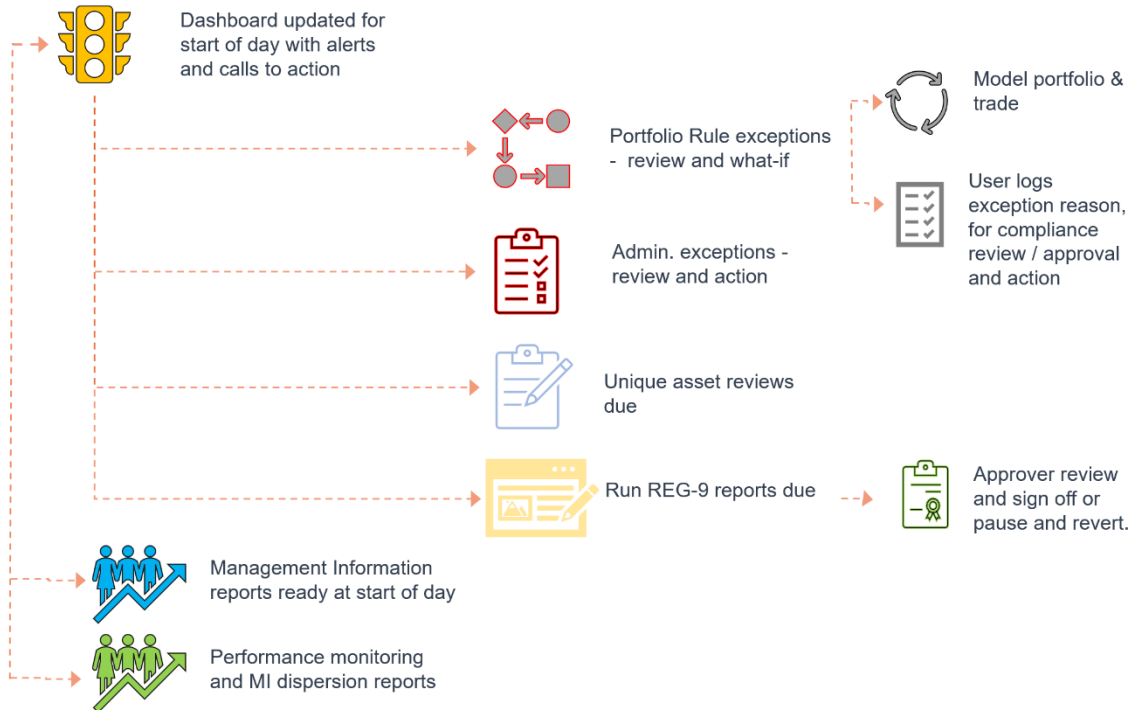 Dashboard updated for
start of day with alerts
and calls to action
Model portfolio &
trade
Portfolio Rule exceptions
- review and what-if
User logs
exception reason,
for compliance
review / approval
and action
Admin. exceptions -
review and action
Unique asset reviews
due
Run REG-9 reports due
Approver review
and sign off or
pause and revert.
Management Information
reports ready at start of day
Performance monitoring
and MI dispersion reports